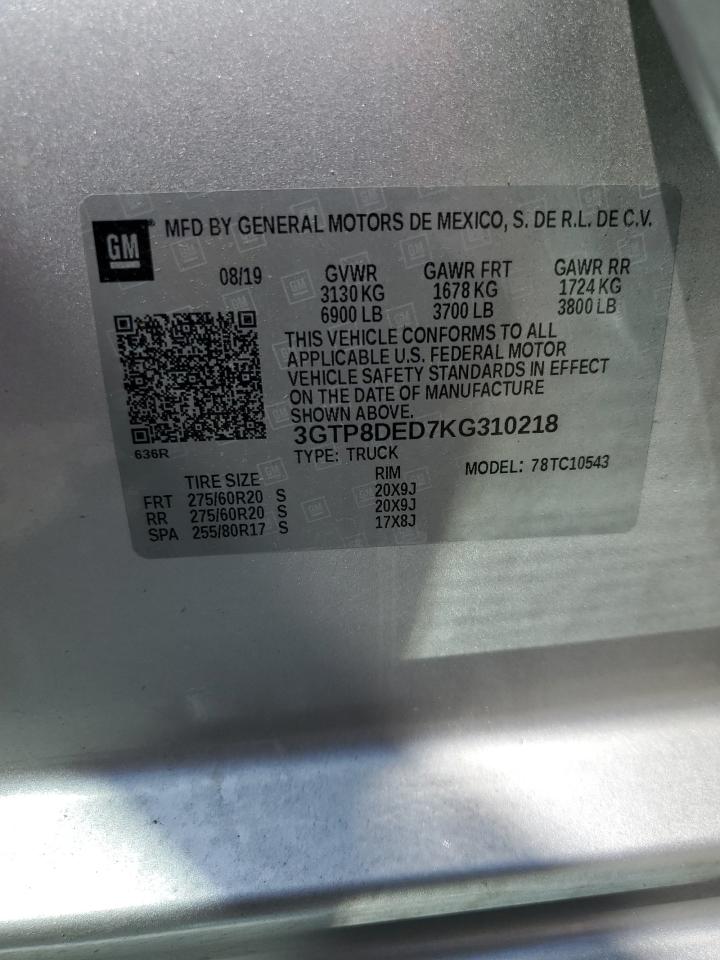 GM® MFD BY GENERAL MOTORS DE MEXICO, S. DE R.L. DE C.V.
08/19 GVWR GAWR FRT GAWR RR
3130 KG 1678 KG 1724 KG
6900 LB 3700 LB 3800 LB
THIS VEHICLE CONFORMS TO ALL
APPLICABLE U.S. FEDERAL MOTOR
VEHICLE SAFETY STANDARDS IN EFFECT
ON THE DATE OF MANUFACTURE
SHOWN ABOVE.
3GTP8DED7KG310218
636R
TYPE: TRUCK MODEL: 78TC10543
TIRE SIZE RIM
FRT 275/60R20 S 20X9J
RR 275/60R20 S 20X9J
SPA 255/80R17 S 17X8J